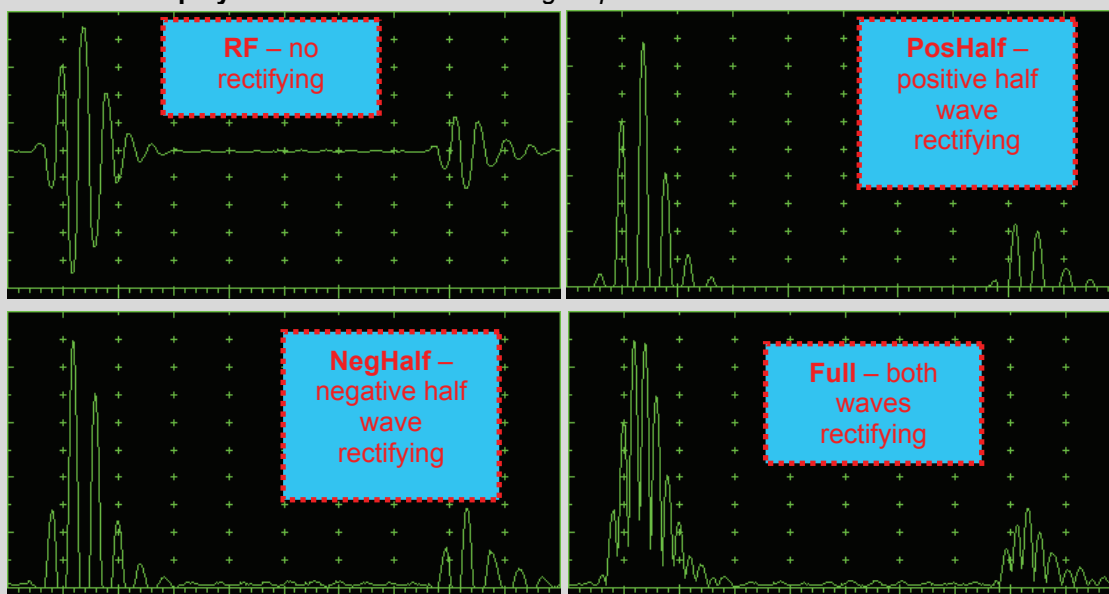 RF – no
rectifying
PosHalf –
positive half
wave
rectifying
NegHalf –
negative half
wave
rectifying
Full – both
waves
rectifying